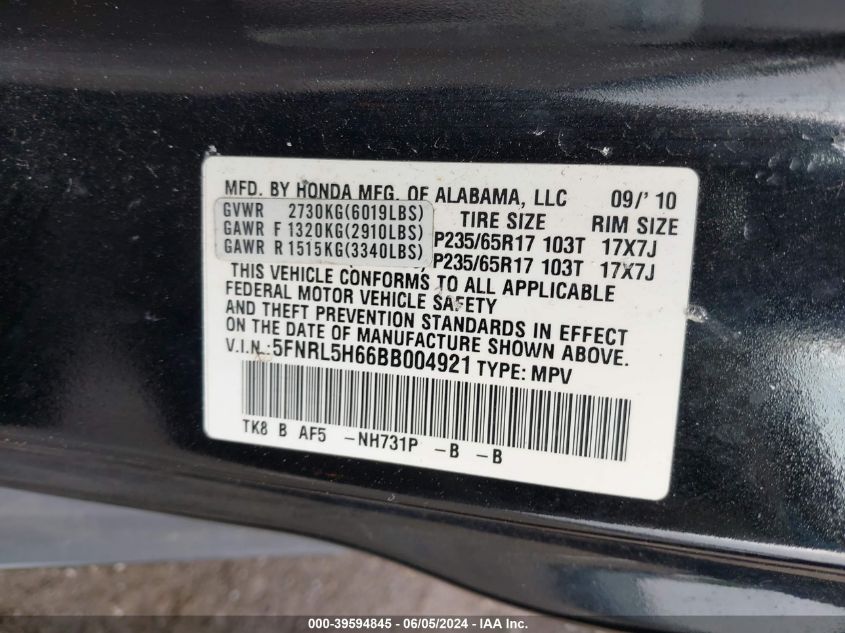 MFD. BY HONDA MFG. OF ALABAMA, LLC 09/' 10
GVWR 2730KG(6019LBS) TIRE SIZE RIM SIZE
GAWR F 1320KG(2910LBS) P235/65R17 103T 17X7J
GAWR R 1515KG(3340LBS) P235/65R17 103T 17X7J
THIS VEHICLE CONFORMS TO ALL APPLICABLE
FEDERAL MOTOR VEHICLE SAFETY
AND THEFT PREVENTION STANDARDS IN EFFECT
ON THE DATE OF MANUFACTURE SHOWN ABOVE.
V.I.N.:5FNRL5H66BB004921 TYPE: MPV
TK8 B AF5 -NH731P -B -B
000-39594845 - 06/05/2024 - US - IAA Inc.